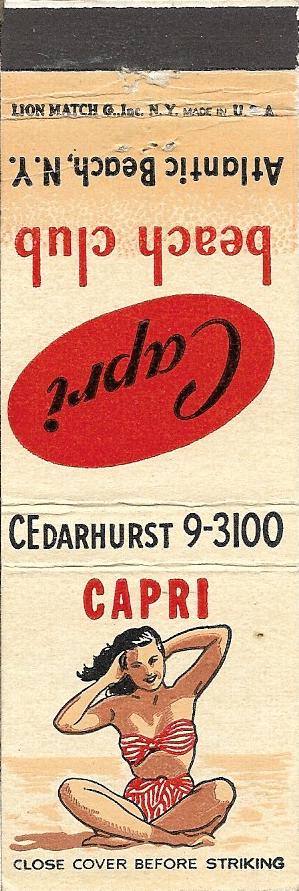 LION MATCH CO., INC. N.Y. MADE IN U.S.A
Atlantic Beach, N.Y.
beach club
Capri
CEDARHURST 9-3100
CAPRI
CLOSE COVER BEFORE STRIKING